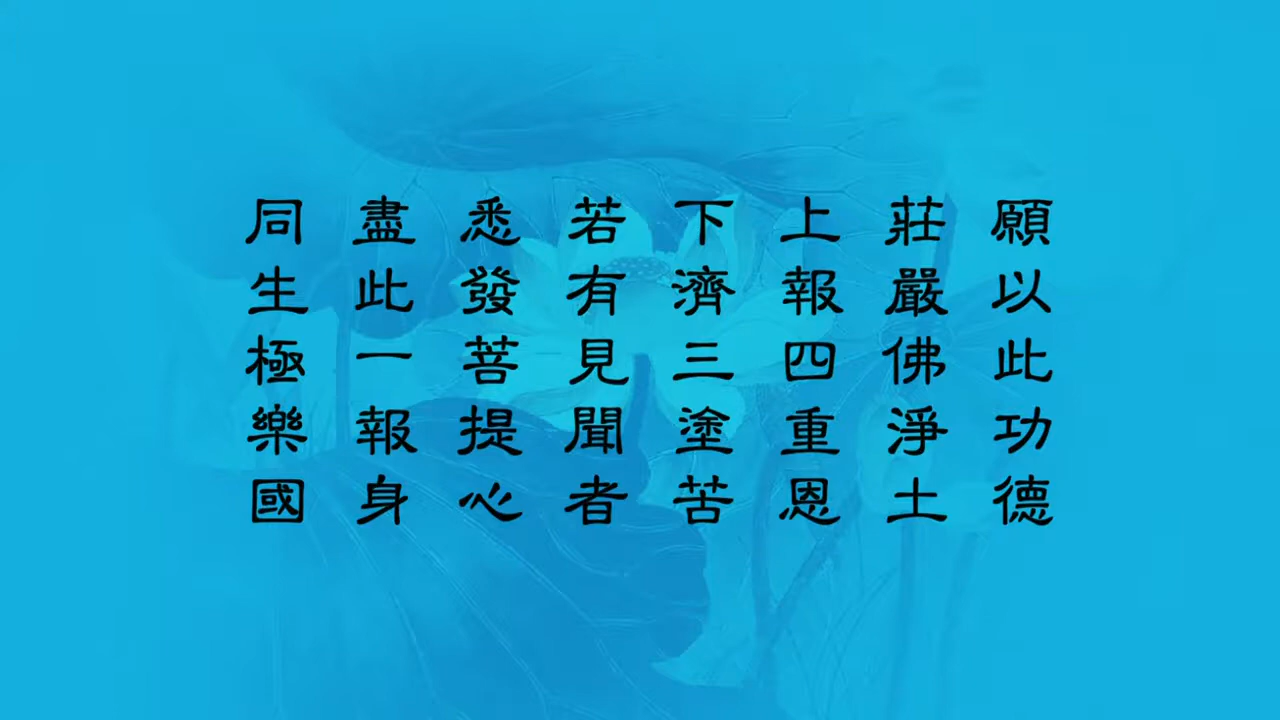 願以此功德
莊嚴佛淨土
上報四重恩
下濟三塗苦
若有見聞者
悉發菩提心
盡此一報身
同生極樂國